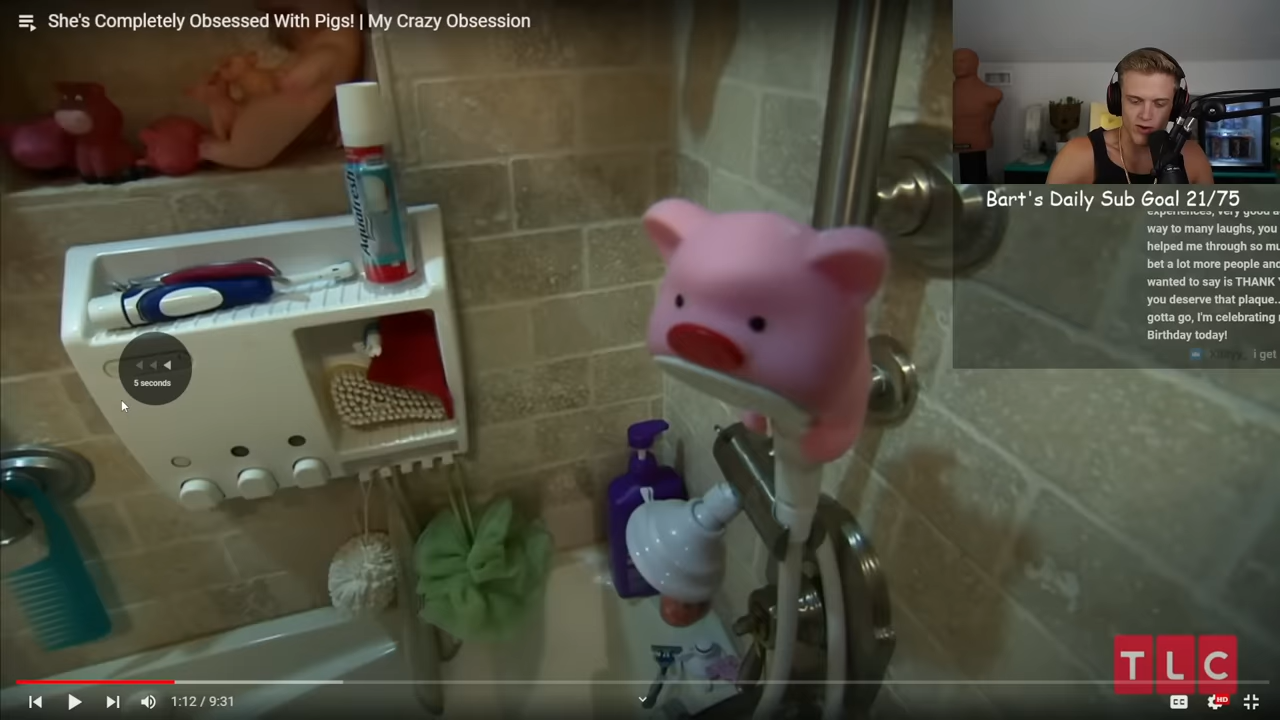 She's Completely Obsessed With Pigs! | My Crazy Obsession
Aquafresh
Bart's Daily Sub Goal 21/75
experiences, very good
way to many laughs, you
helped me through so mu
bet a lot more people and
wanted to say is THANK
you deserve that plaque..
gotta go, I'm celebrating
Birthday today!
i get
5 seconds
TLC
1:12 / 9:31
CC
HD